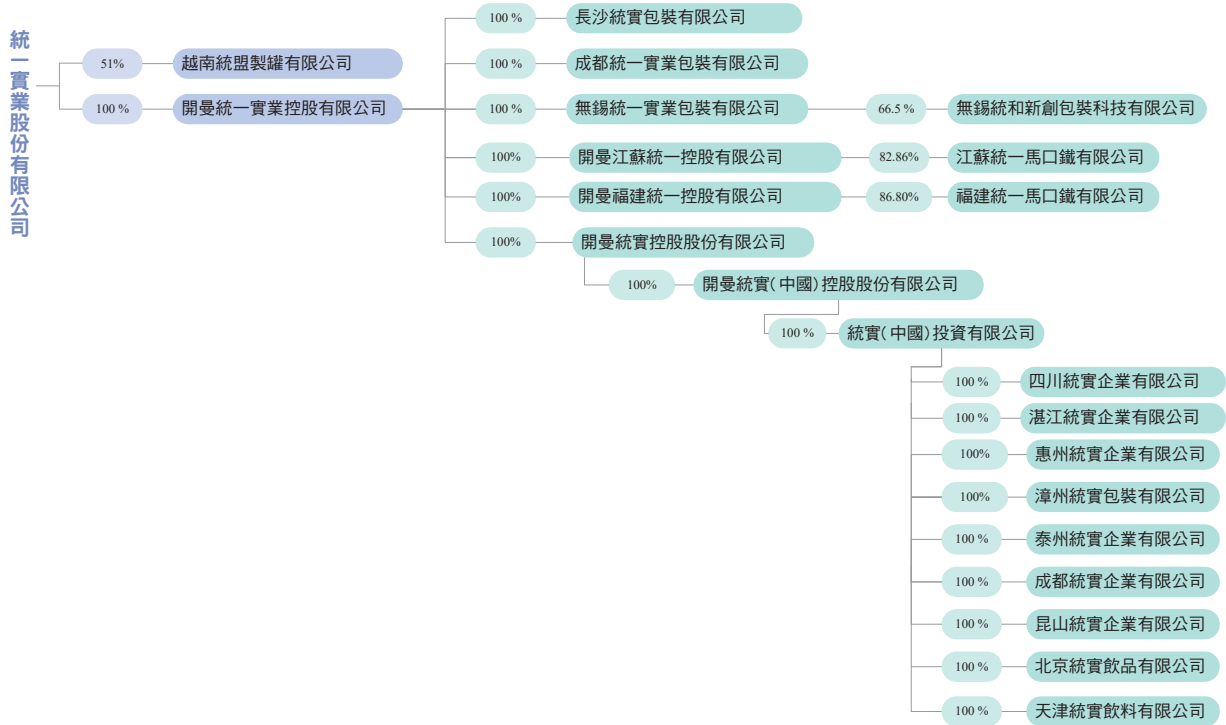 統一實業股份有限公司
51%
越南統盟製罐有限公司
100 %
開曼統一實業控股有限公司
100 %
長沙統實包裝有限公司
100 %
成都統一實業包裝有限公司
100 %
無錫統一實業包裝有限公司
66.5 %
無錫統和新創包裝科技有限公司
100%
開曼江蘇統一控股有限公司
82.86%
江蘇統一馬口鐵有限公司
100%
開曼福建統一控股有限公司
86.80%
福建統一馬口鐵有限公司
100%
開曼統實控股股份有限公司
100%
開曼統實(中國)控股股份有限公司
100 %
統實(中國)投資有限公司
100 %
四川統實企業有限公司
100 %
湛江統實企業有限公司
100%
惠州統實企業有限公司
100%
漳州統實包裝有限公司
100 %
泰州統實企業有限公司
100 %
成都統實企業有限公司
100 %
昆山統實企業有限公司
100 %
北京統實飲品有限公司
100 %
天津統實飲料有限公司